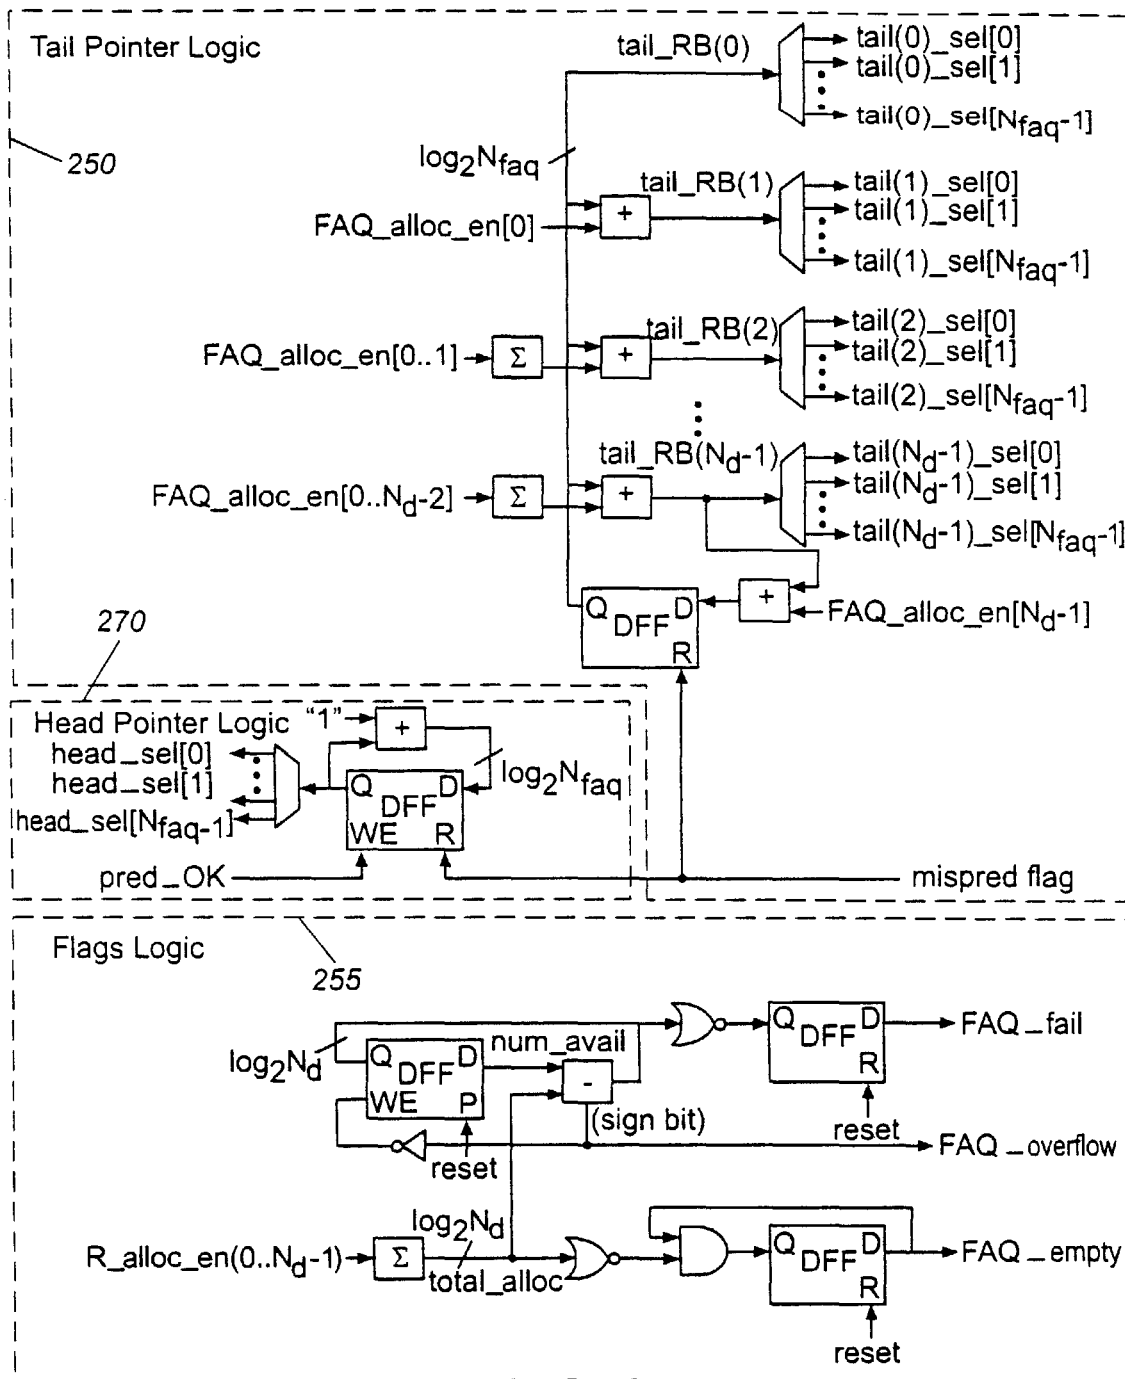 Tail Pointer Logic
250
tail_RB(0)
tail(0)_sel[0]
tail(0)_sel[1]
tail(0)_sel[Nfaq-1]
log2Nfaq
tail_RB(1)
FAQ_alloc_en[0]
+
tail(1)_sel[0]
tail(1)_sel[1]
tail(1)_sel[Nfaq-1]
tail_RB(2)
FAQ_alloc_en[0..1]
Σ
+
tail(2)_sel[0]
tail(2)_sel[1]
tail(2)_sel[Nfaq-1]
tail_RB(Nd-1)
FAQ_alloc_en[0..Nd-2]
Σ
+
tail(Nd-1)_sel[0]
tail(Nd-1)_sel[1]
tail(Nd-1)_sel[Nfaq-1]
Q DFF D
R
+
FAQ_alloc_en[Nd-1]
270
Head Pointer Logic
"1"
+
head_sel[0]
head_sel[1]
head_sel[Nfaq-1]
log2Nfaq
Q DFF D
WE R
pred_OK
mispred flag
Flags Logic
255
log2Nd
Q DFF D
WE P
reset
num_avail
-
(sign bit)
Q DFF D
R
reset
FAQ_fail
FAQ_overflow
R_alloc_en(0..Nd-1)
Σ
log2Nd
total_alloc
Q DFF D
R
reset
FAQ_empty